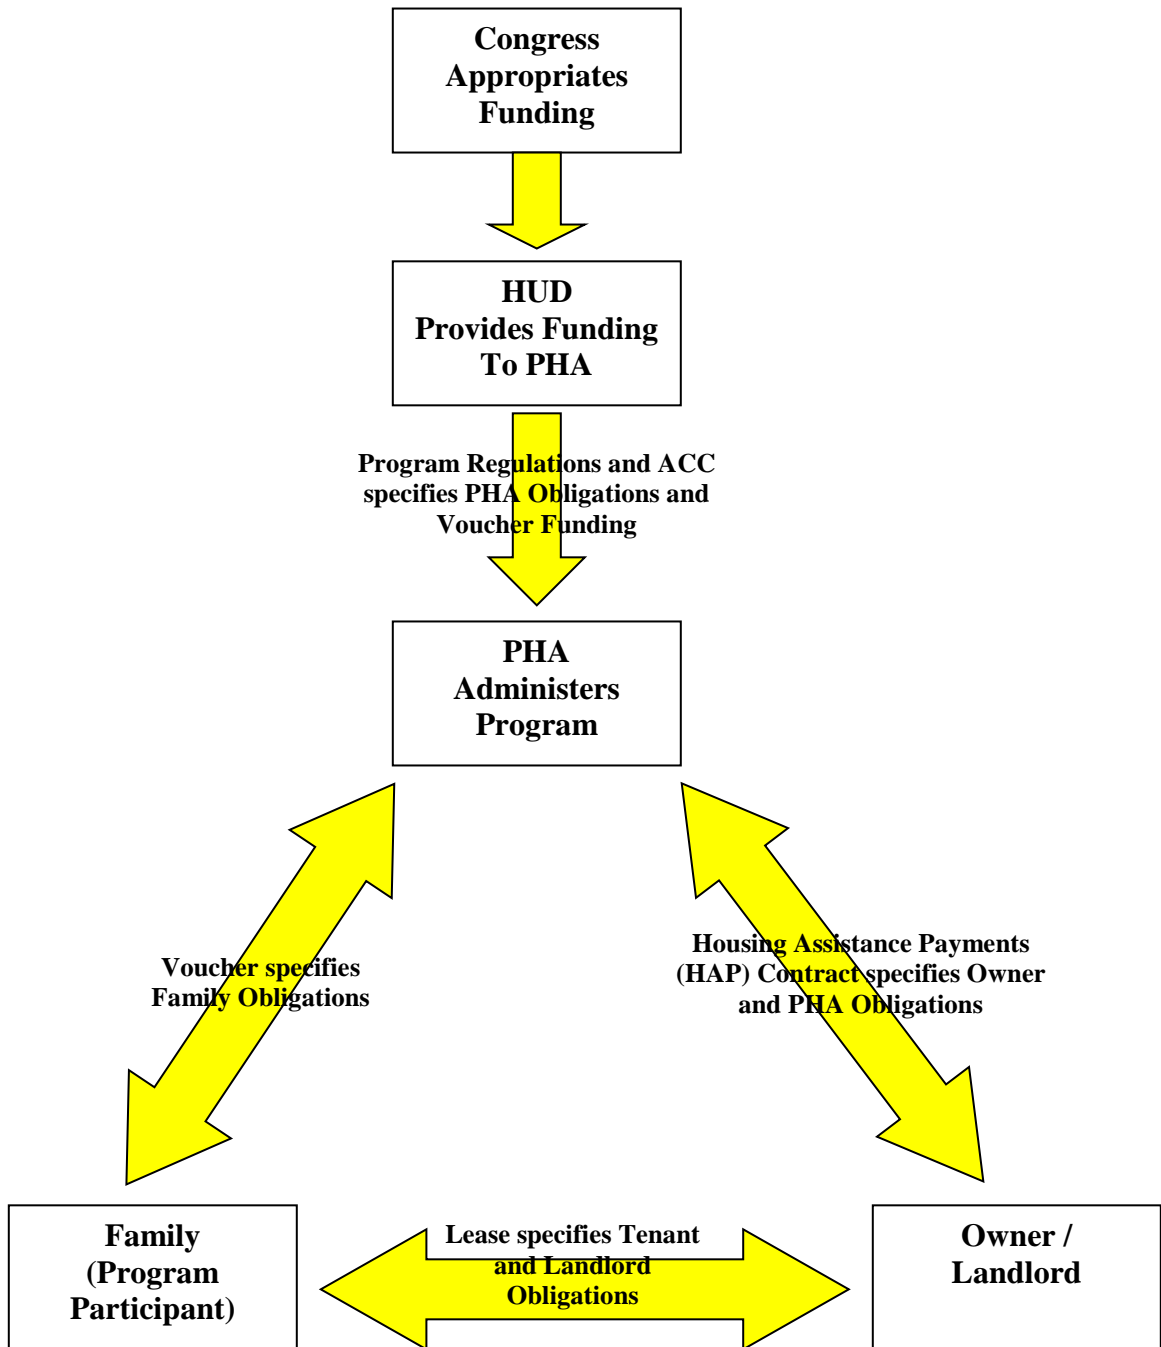 Congress
Appropriates
Funding
HUD
Provides Funding
To PHA
Program Regulations and ACC
specifies PHA Obligations and
Voucher Funding
PHA
Administers
Program
Voucher specifies
Family Obligations
Housing Assistance Payments
(HAP) Contract specifies Owner
and PHA Obligations
Family
(Program
Participant)
Lease specifies Tenant
and Landlord
Obligations
Owner /
Landlord